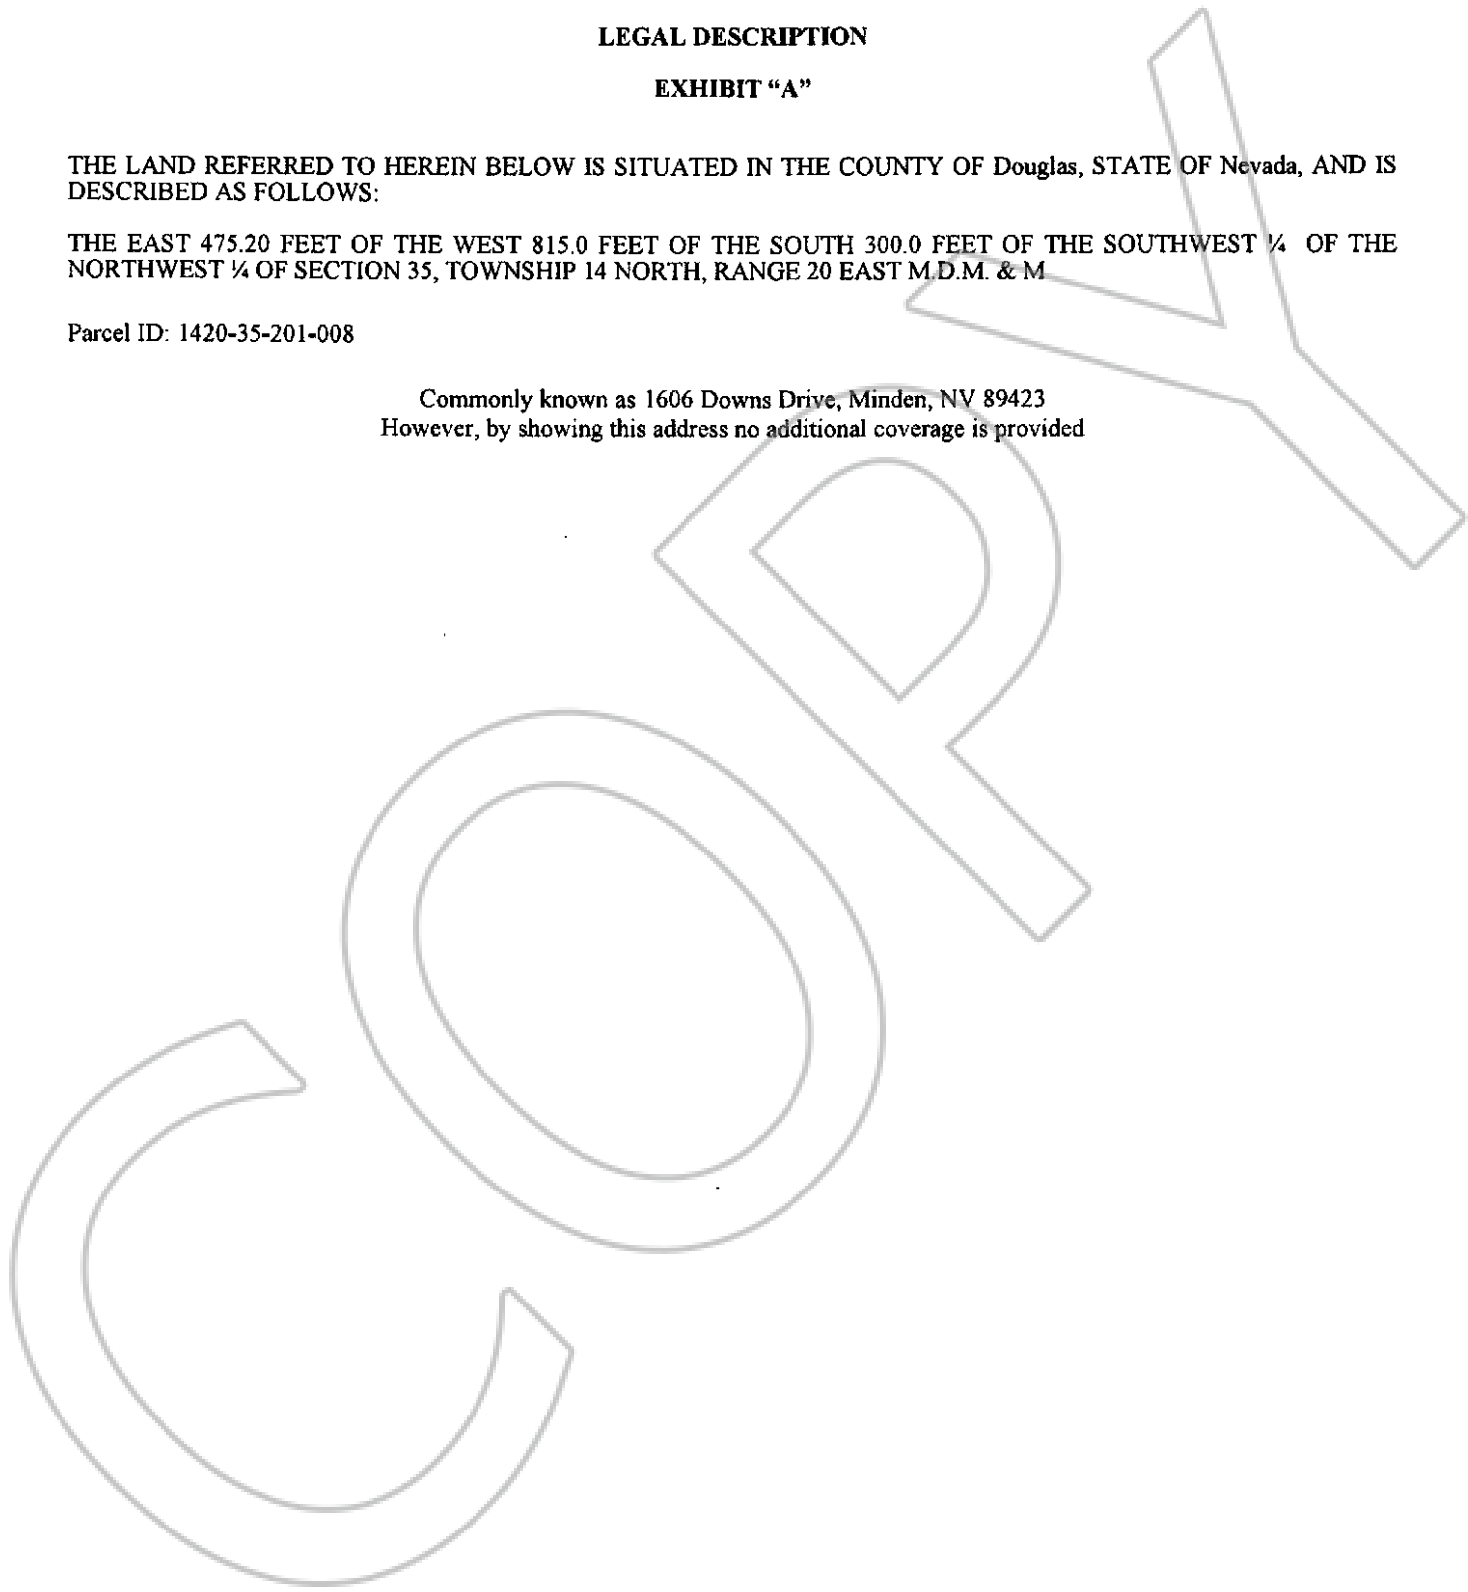 LEGAL DESCRIPTION
EXHIBIT “A”
THE LAND REFERRED TO HEREIN BELOW IS SITUATED IN THE COUNTY OF Douglas, STATE OF Nevada, AND IS
DESCRIBED AS FOLLOWS:
THE EAST 475.20 FEET OF THE WEST 815.0 FEET OF THE SOUTH 300.0 FEET OF THE SOUTHWEST ¼ OF THE
NORTHWEST ¼ OF SECTION 35, TOWNSHIP 14 NORTH, RANGE 20 EAST M.D.M. & M
Parcel ID: 1420-35-201-008
Commonly known as 1606 Downs Drive, Minden, NV 89423
However, by showing this address no additional coverage is provided
COPY